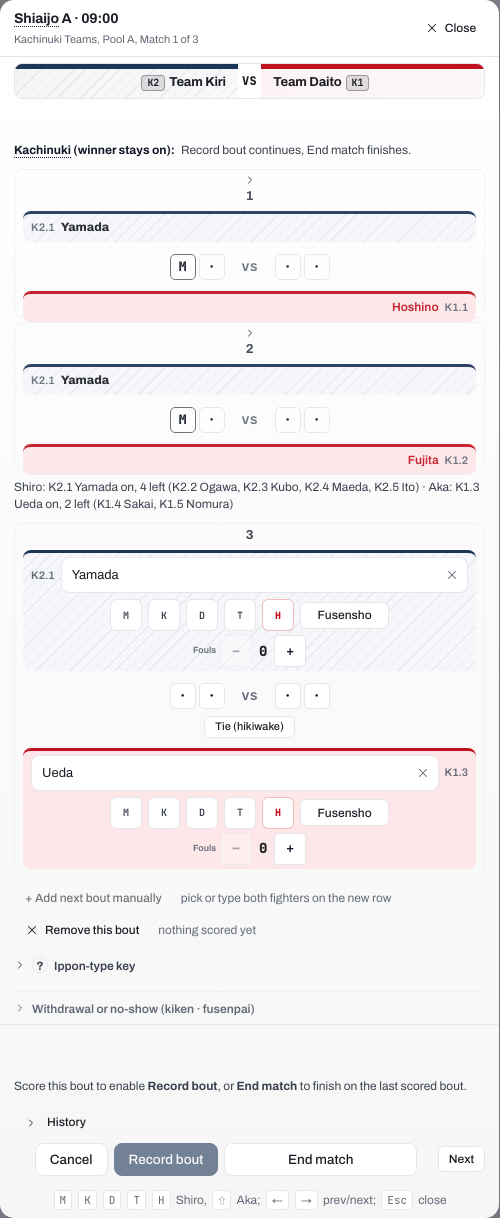 Shiaijo A · 09:00
Close
Kachinuki Teams, Pool A, Match 1 of 3
K2 Team Kiri VS Team Daito K1
Kachinuki (winner stays on): Record bout continues, End match finishes.
1
K2.1 Yamada
M · vs · ·
Hoshino K1.1
2
K2.1 Yamada
M · vs · ·
Fujita K1.2
Shiro: K2.1 Yamada on, 4 left (K2.2 Ogawa, K2.3 Kubo, K2.4 Maeda, K2.5 Ito) · Aka: K1.3
Ueda on, 2 left (K1.4 Sakai, K1.5 Nomura)
3
K2.1 Yamada
M K D T H Fusensho
Fouls − 0 +
· · vs · ·
Tie (hikiwake)
Ueda K1.3
M K D T H Fusensho
Fouls − 0 +
+ Add next bout manually pick or type both fighters on the new row
Remove this bout nothing scored yet
? Ippon-type key
Withdrawal or no-show (kiken · fusenpai)
Score this bout to enable Record bout, or End match to finish on the last scored bout.
History
Cancel Record bout End match Next
M K D T H Shiro, ⇧ Aka; ← → prev/next; Esc close